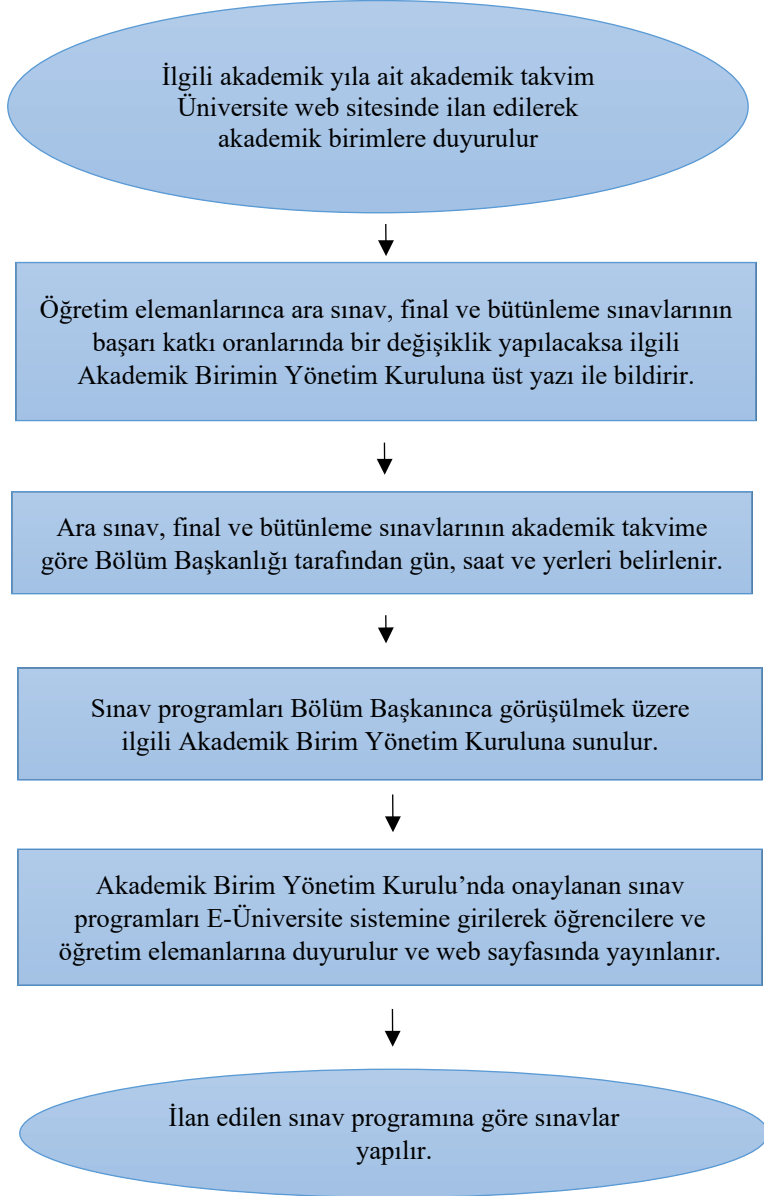 İlgili akademik yıla ait akademik takvim
Üniversite web sitesinde ilan edilerek
akademik birimlere duyurulur
Öğretim elemanlarınca ara sınav, final ve bütünleme sınavlarının
başarı katkı oranlarında bir değişiklik yapılacaksa ilgili
Akademik Birimin Yönetim Kuruluna üst yazı ile bildirir.
Ara sınav, final ve bütünleme sınavlarının akademik takvime
göre Bölüm Başkanlığı tarafından gün, saat ve yerleri belirlenir.
Sınav programları Bölüm Başkanınca görüşülmek üzere
ilgili Akademik Birim Yönetim Kuruluna sunulur.
Akademik Birim Yönetim Kurulu’nda onaylanan sınav
programları E-Üniversite sistemine girilerek öğrencilere ve
öğretim elemanlarına duyurulur ve web sayfasında yayınlanır.
İlan edilen sınav programına göre sınavlar
yapılır.